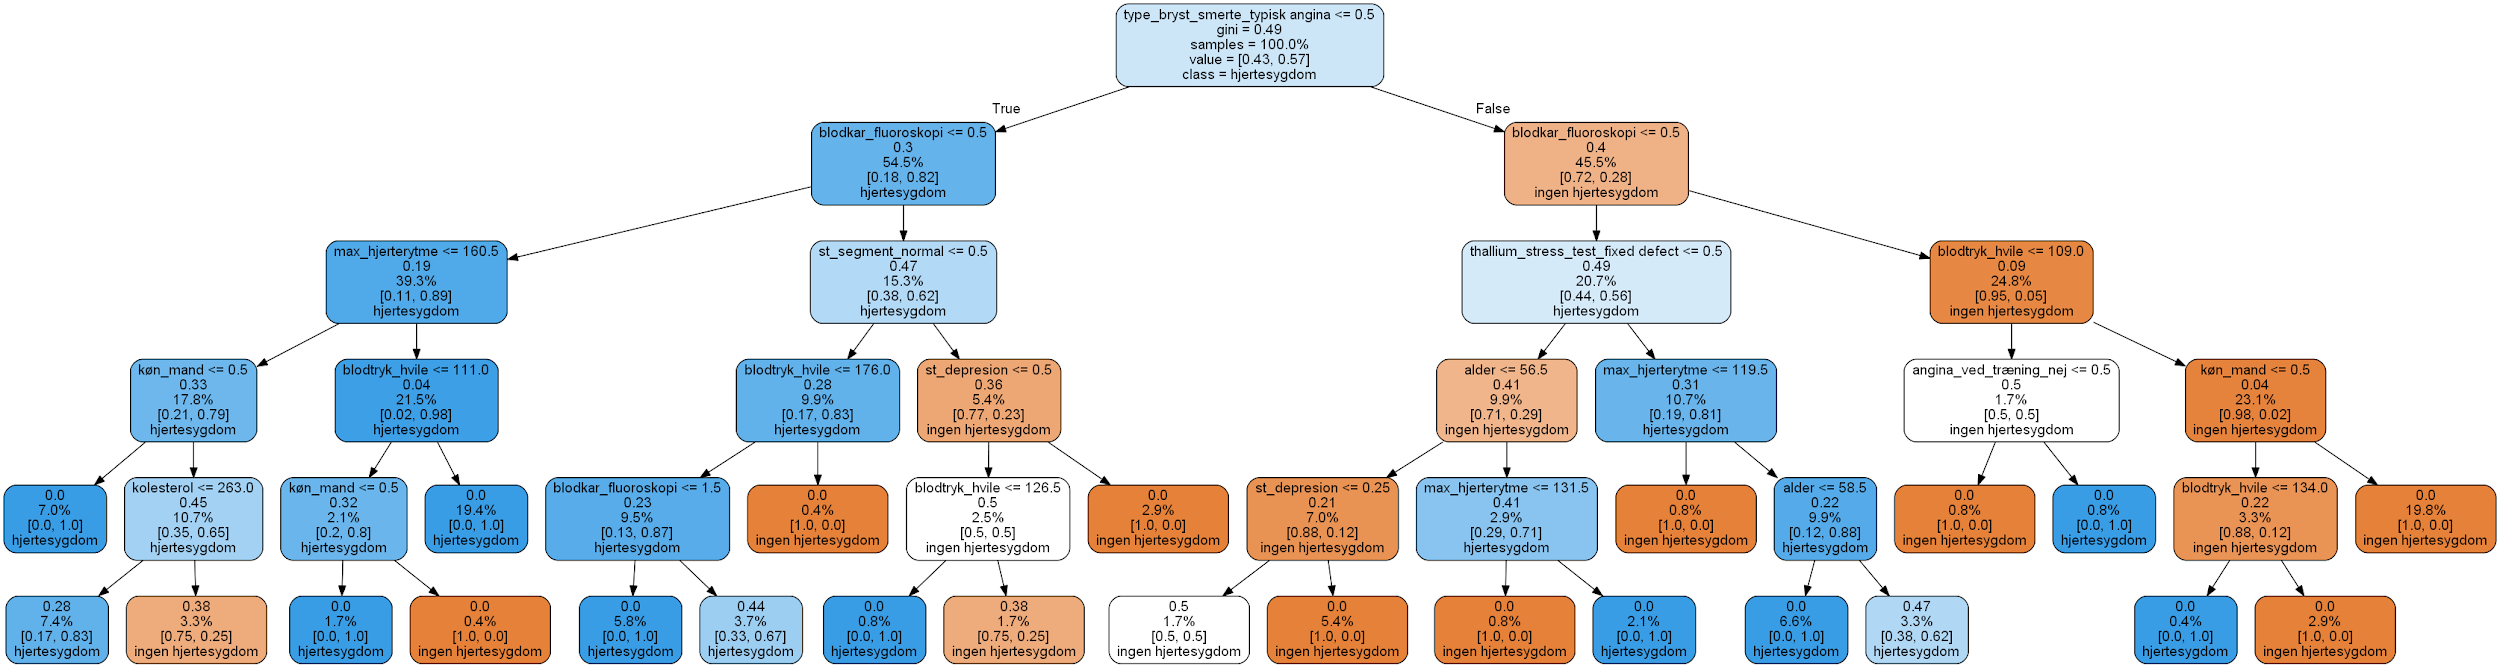 type_bryst_smerte_typisk angina <= 0.5
gini = 0.49
samples = 100.0%
value = [0.43, 0.57]
class = hjertesygdom
True
False
blodkar_fluoroskopi <= 0.5
0.3
54.5%
[0.18, 0.82]
hjertesygdom
blodkar_fluoroskopi <= 0.5
0.4
45.5%
[0.72, 0.28]
ingen hjertesygdom
max_hjerterytme <= 160.5
0.19
39.3%
[0.11, 0.89]
hjertesygdom
st_segment_normal <= 0.5
0.47
15.3%
[0.38, 0.62]
hjertesygdom
thallium_stress_test_fixed defect <= 0.5
0.49
20.7%
[0.44, 0.56]
hjertesygdom
blodtryk_hvile <= 109.0
0.09
24.8%
[0.95, 0.05]
ingen hjertesygdom
køn_mand <= 0.5
0.33
17.8%
[0.21, 0.79]
hjertesygdom
blodtryk_hvile <= 111.0
0.04
21.5%
[0.02, 0.98]
hjertesygdom
blodtryk_hvile <= 176.0
0.28
9.9%
[0.17, 0.83]
hjertesygdom
st_depresion <= 0.5
0.36
5.4%
[0.77, 0.23]
ingen hjertesygdom
alder <= 56.5
0.41
9.9%
[0.71, 0.29]
ingen hjertesygdom
max_hjerterytme <= 119.5
0.31
10.7%
[0.19, 0.81]
hjertesygdom
angina_ved_træning_nej <= 0.5
0.5
1.7%
[0.5, 0.5]
ingen hjertesygdom
køn_mand <= 0.5
0.04
23.1%
[0.98, 0.02]
ingen hjertesygdom
0.0
7.0%
[0.0, 1.0]
hjertesygdom
kolesterol <= 263.0
0.45
10.7%
[0.35, 0.65]
hjertesygdom
køn_mand <= 0.5
0.32
2.1%
[0.2, 0.8]
hjertesygdom
0.0
19.4%
[0.0, 1.0]
hjertesygdom
blodkar_fluoroskopi <= 1.5
0.23
9.5%
[0.13, 0.87]
hjertesygdom
0.0
0.4%
[1.0, 0.0]
ingen hjertesygdom
blodtryk_hvile <= 126.5
0.5
2.5%
[0.5, 0.5]
ingen hjertesygdom
0.0
2.9%
[1.0, 0.0]
ingen hjertesygdom
st_depresion <= 0.25
0.21
7.0%
[0.88, 0.12]
ingen hjertesygdom
max_hjerterytme <= 131.5
0.41
2.9%
[0.29, 0.71]
hjertesygdom
0.0
0.8%
[1.0, 0.0]
ingen hjertesygdom
alder <= 58.5
0.22
9.9%
[0.12, 0.88]
hjertesygdom
0.0
0.8%
[1.0, 0.0]
ingen hjertesygdom
0.0
0.8%
[0.0, 1.0]
hjertesygdom
blodtryk_hvile <= 134.0
0.22
3.3%
[0.88, 0.12]
ingen hjertesygdom
0.0
19.8%
[1.0, 0.0]
ingen hjertesygdom
0.28
7.4%
[0.17, 0.83]
hjertesygdom
0.38
3.3%
[0.75, 0.25]
ingen hjertesygdom
0.0
1.7%
[0.0, 1.0]
hjertesygdom
0.0
0.4%
[1.0, 0.0]
ingen hjertesygdom
0.0
5.8%
[0.0, 1.0]
hjertesygdom
0.44
3.7%
[0.33, 0.67]
hjertesygdom
0.0
0.8%
[0.0, 1.0]
hjertesygdom
0.38
1.7%
[0.75, 0.25]
ingen hjertesygdom
0.5
1.7%
[0.5, 0.5]
ingen hjertesygdom
0.0
5.4%
[1.0, 0.0]
ingen hjertesygdom
0.0
0.8%
[1.0, 0.0]
ingen hjertesygdom
0.0
2.1%
[0.0, 1.0]
hjertesygdom
0.0
6.6%
[0.0, 1.0]
hjertesygdom
0.47
3.3%
[0.38, 0.62]
hjertesygdom
0.0
0.4%
[0.0, 1.0]
hjertesygdom
0.0
2.9%
[1.0, 0.0]
ingen hjertesygdom